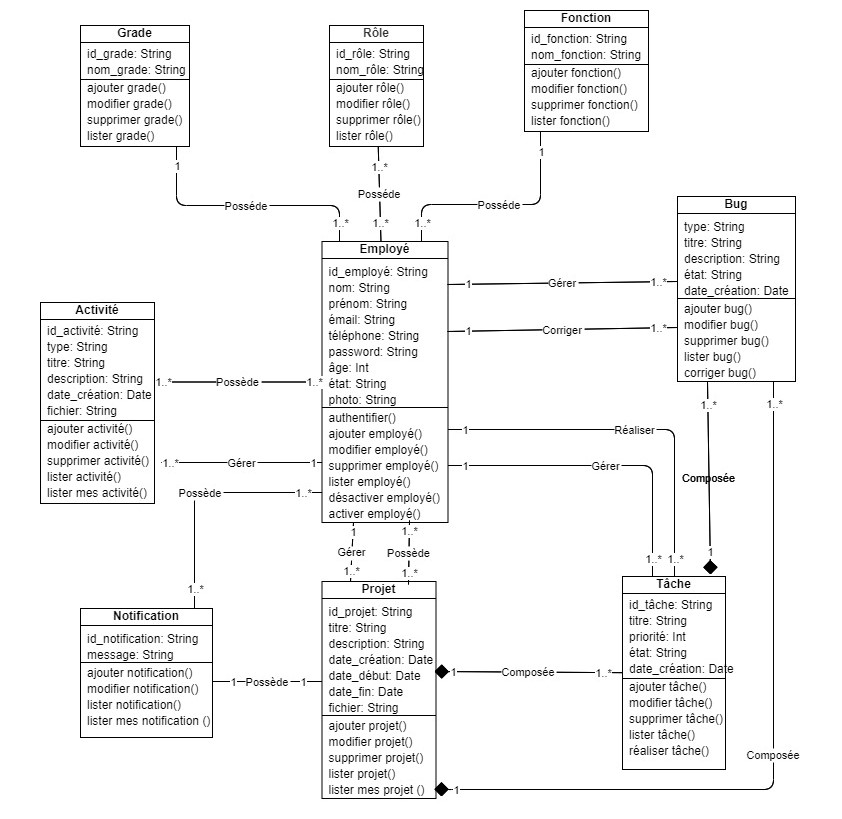 Grade
id_grade: String
nom_grade: String
ajouter grade()
modifier grade()
supprimer grade()
lister grade()
Rôle
id_rôle: String
nom_rôle: String
ajouter rôle()
modifier rôle()
supprimer rôle()
lister rôle()
Fonction
id_fonction: String
nom_fonction: String
ajouter fonction()
modifier fonction()
supprimer fonction()
lister fonction()
1
Posséde
1..*
1..*
Posséde
1..*
1
Posséde
1..*
Employé
id_employé: String
nom: String
prénom: String
émail: String
téléphone: String
password: String
âge: Int
état: String
photo: String
authentifier()
ajouter employé()
modifier employé()
supprimer employé()
lister employé()
désactiver employé()
activer employé()
Bug
type: String
titre: String
description: String
état: String
date_création: Date
ajouter bug()
modifier bug()
supprimer bug()
lister bug()
corriger bug()
1
Gérer
1..*
1
Corriger
1..*
Activité
id_activité: String
type: String
titre: String
description: String
date_création: Date
fichier: String
ajouter activité()
modifier activité()
supprimer activité()
lister activité()
lister mes activité()
1..*
Possède
1..*
1..*
Gérer
1
Possède
1..*
1..*
1
Réaliser
1..*
1
Gérer
1..*
1..*
Composée
1
1..*
Composée
1
1
Gérer
1..*
1..*
Possède
1..*
Notification
id_notification: String
message: String
ajouter notification()
modifier notification()
lister notification()
lister mes notification ()
1
Possède
1
Projet
id_projet: String
titre: String
description: String
date_création: Date
date_début: Date
date_fin: Date
fichier: String
ajouter projet()
modifier projet()
supprimer projet()
lister projet()
lister mes projet ()
1
Composée
1..*
Tâche
id_tâche: String
titre: String
priorité: Int
état: String
date_création: Date
ajouter tâche()
modifier tâche()
supprimer tâche()
lister tâche()
réaliser tâche()